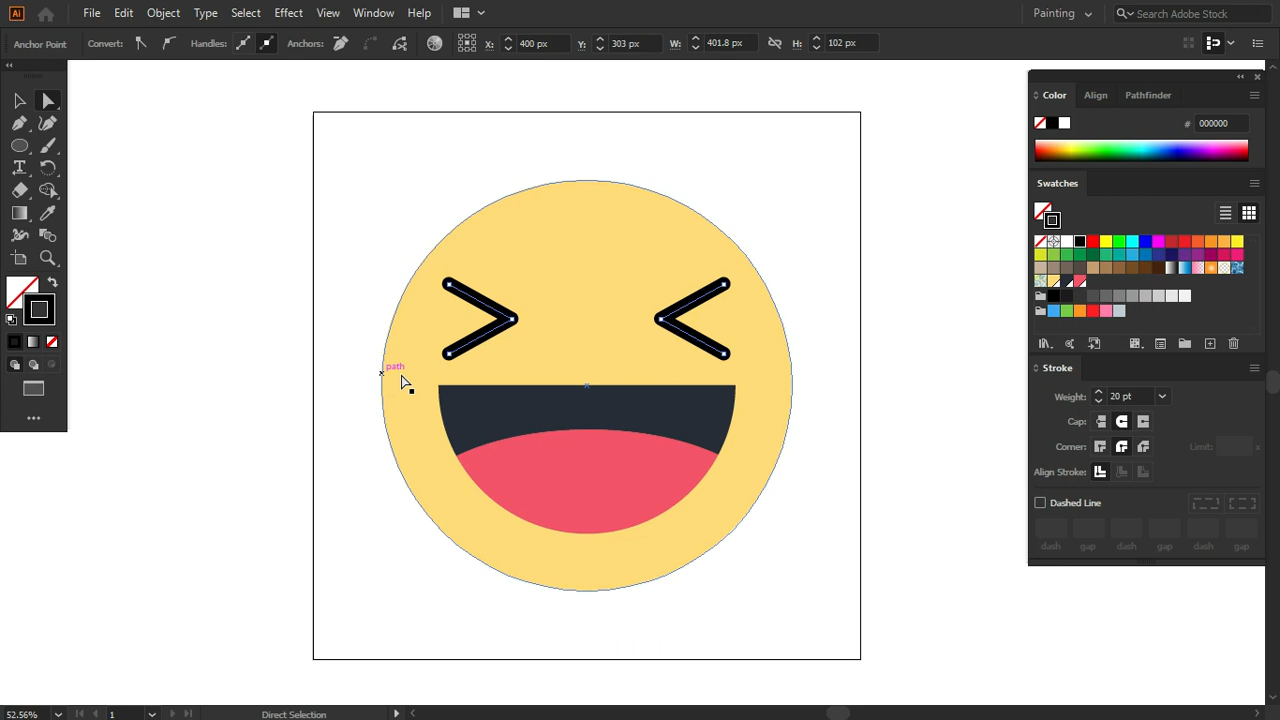 Ai File Edit Object Type Select Effect View Window Help Painting Search Adobe Stock
Anchor Point Convert: Handles: Anchors: X: 400 px Y: 303 px W: 401.8 px H: 102 px
Color Align Pathfinder
# 000000
Swatches
path
Stroke
Weight: 20 pt
Cap:
Corner: Limit:
Align Stroke:
Dashed Line
dash gap dash gap dash gap
52.56% 1 Direct Selection